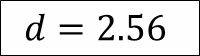 d = 2.56